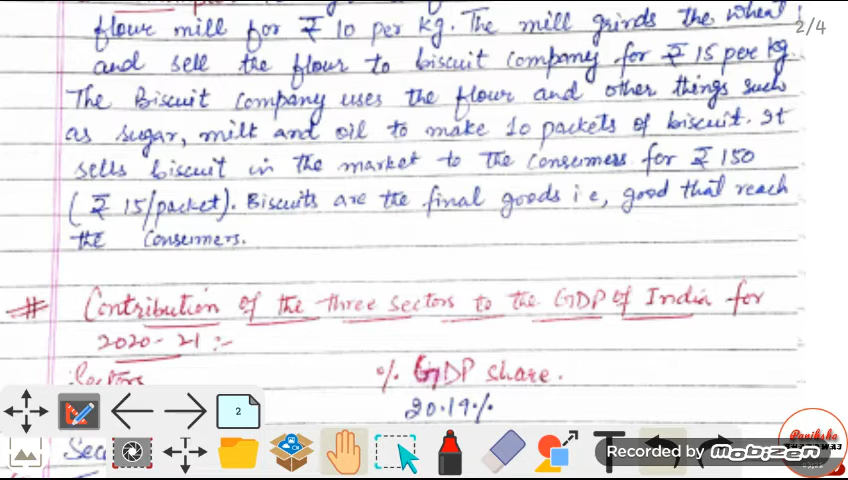 flour mill for ₹ 10 per kg. The mill grinds the wheat
and sell the flour to biscuit company for ₹ 15 per kg.
The Biscuit Company uses the flour and other things such
as sugar, milk and oil to make 10 packets of biscuit. It
sells biscuit in the market to the consumers for ₹ 150
( ₹ 15/packet). Biscuits are the final goods i e, good that reach
the consumers.
# Contribution of the three sectors to the GDP of India for
2020-21 :-
Sectors % GDP share.
20.19%
Sec
2/4
2
T
Recorded by mobizen
Paniksha